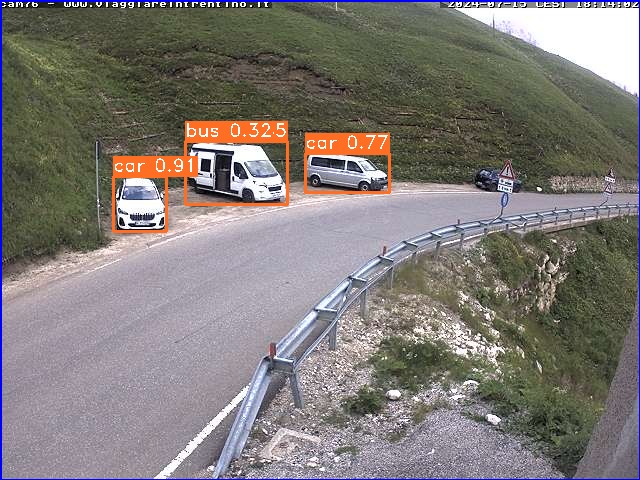 cam76 - www.viaggiareintrentino.it
2024-07-15 CEST 18:14:02
bus 0.325
car 0.77
car 0.91